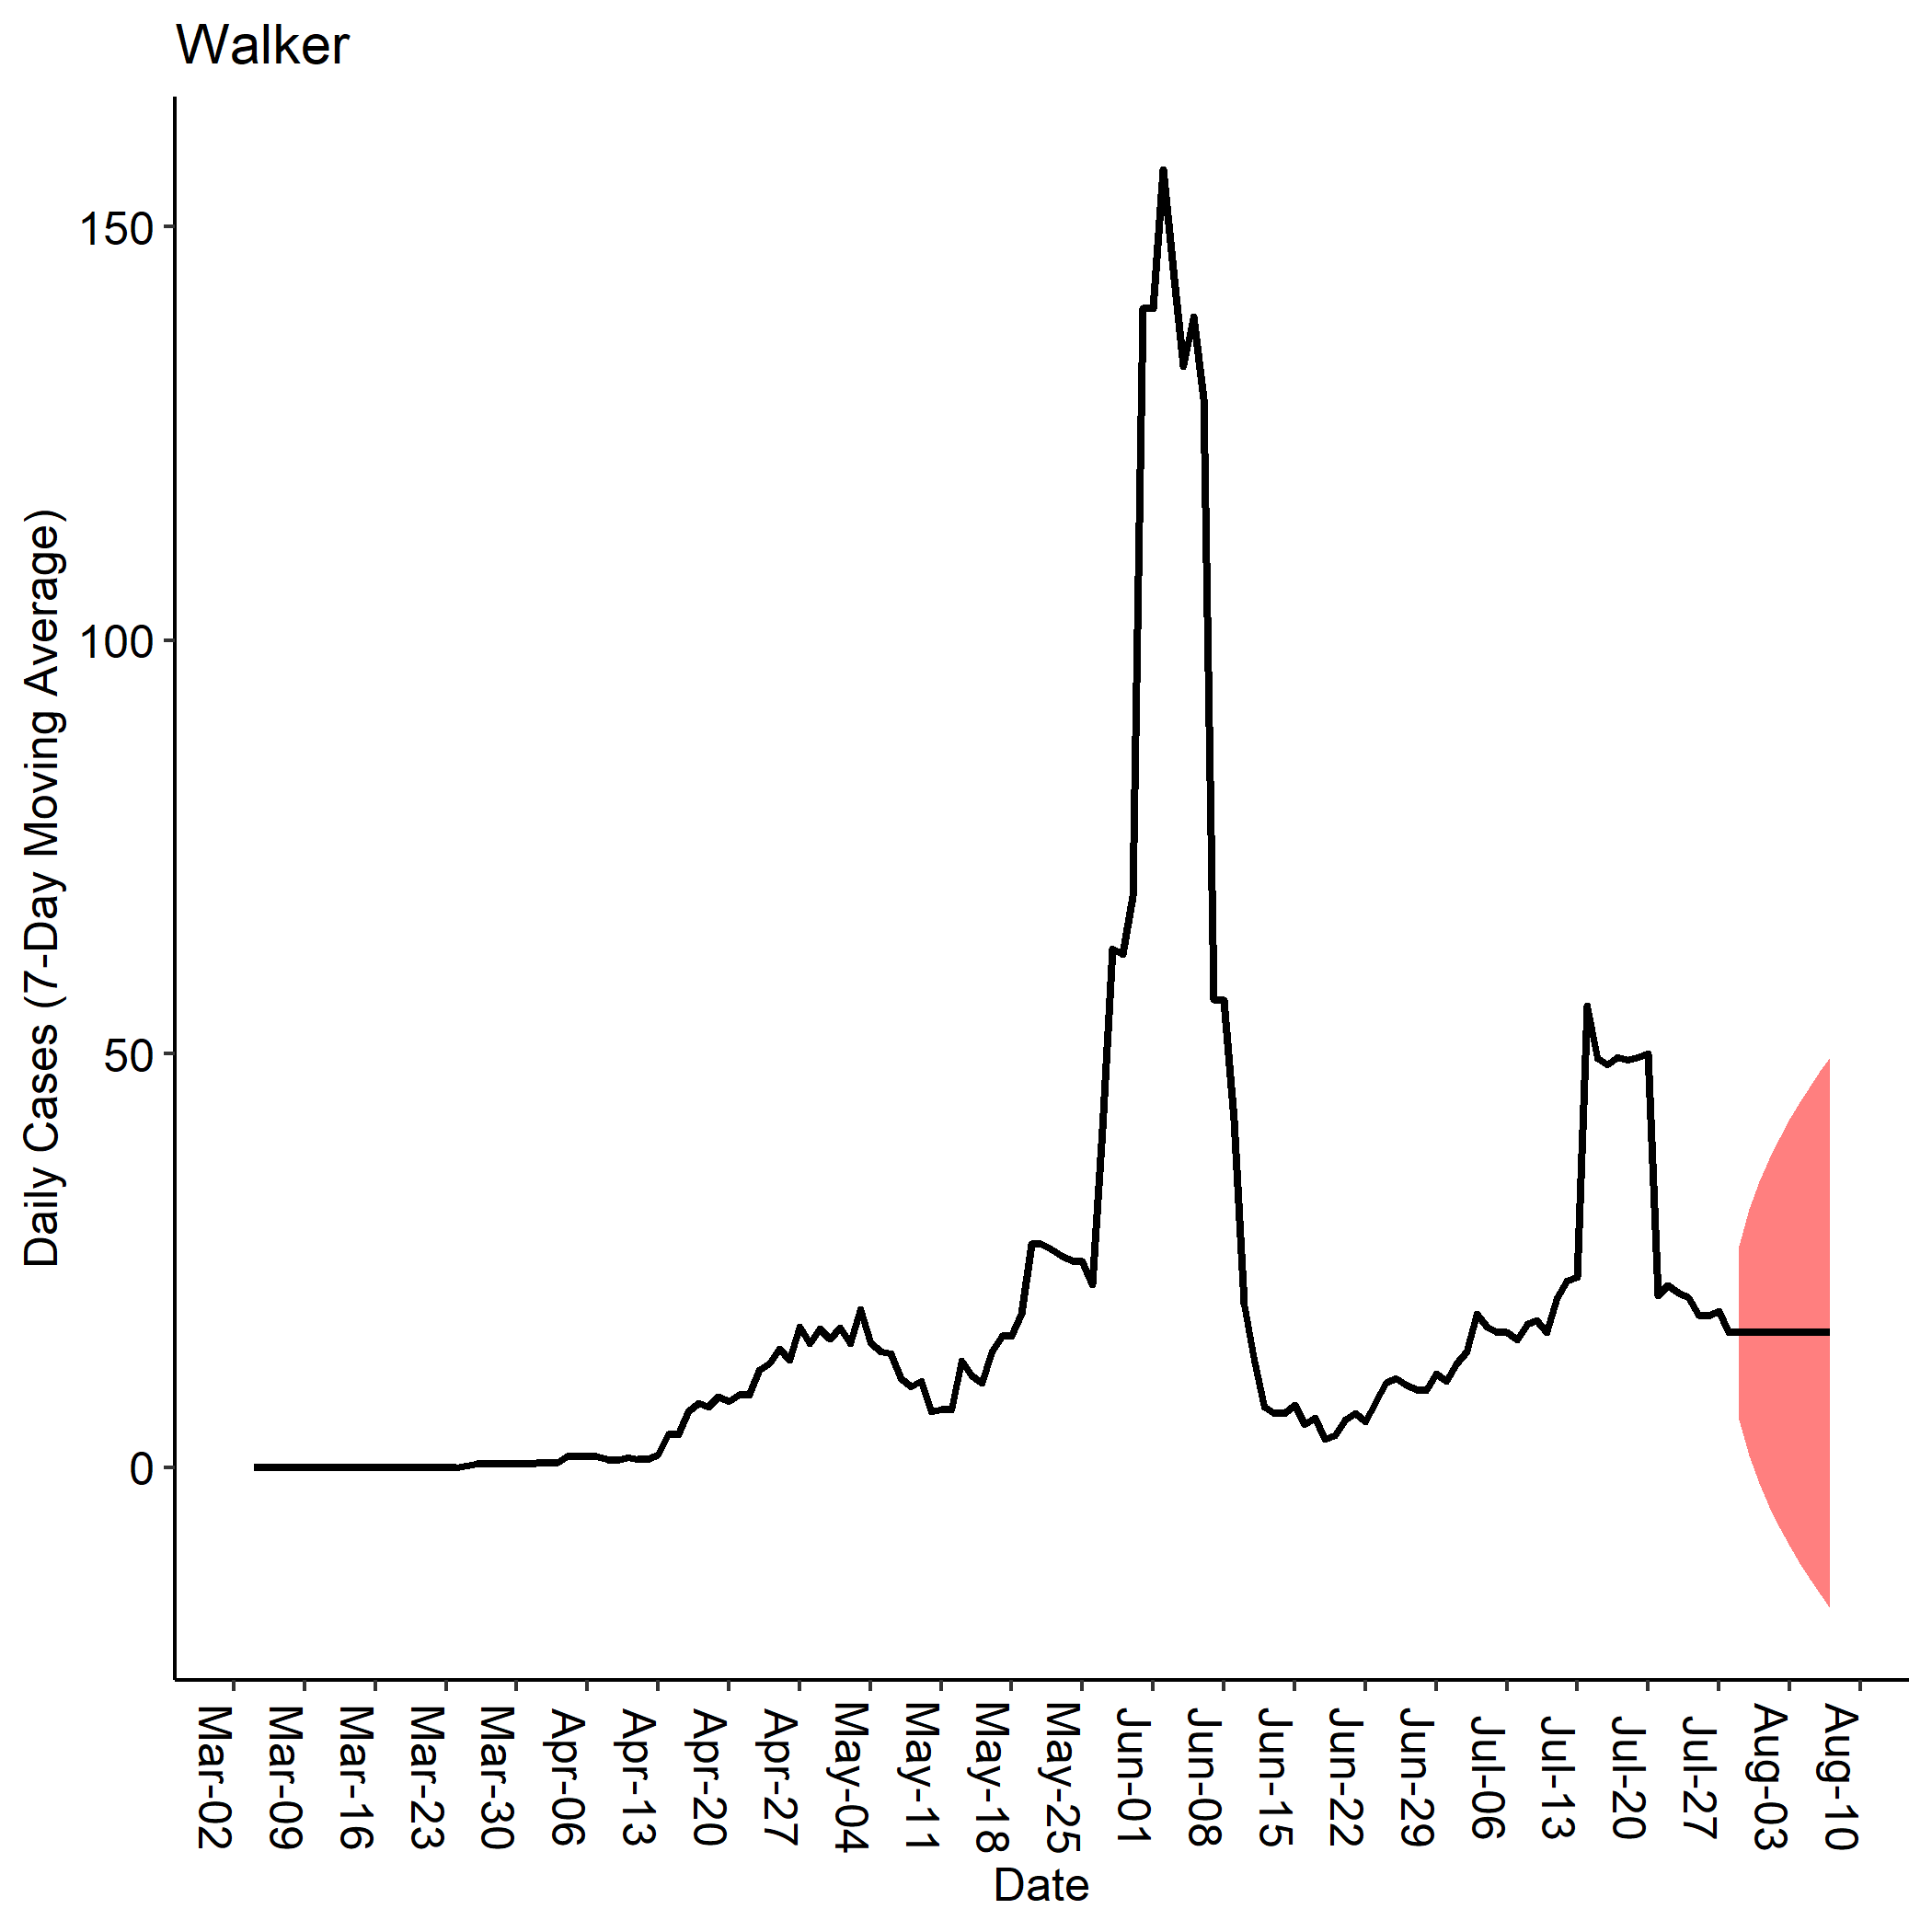 Walker
Daily Cases (7-Day Moving Average)
150
100
50
0
Mar-02
Mar-09
Mar-16
Mar-23
Mar-30
Apr-06
Apr-13
Apr-20
Apr-27
May-04
May-11
May-18
May-25
Jun-01
Jun-08
Jun-15
Jun-22
Jun-29
Jul-06
Jul-13
Jul-20
Jul-27
Aug-03
Aug-10
Date